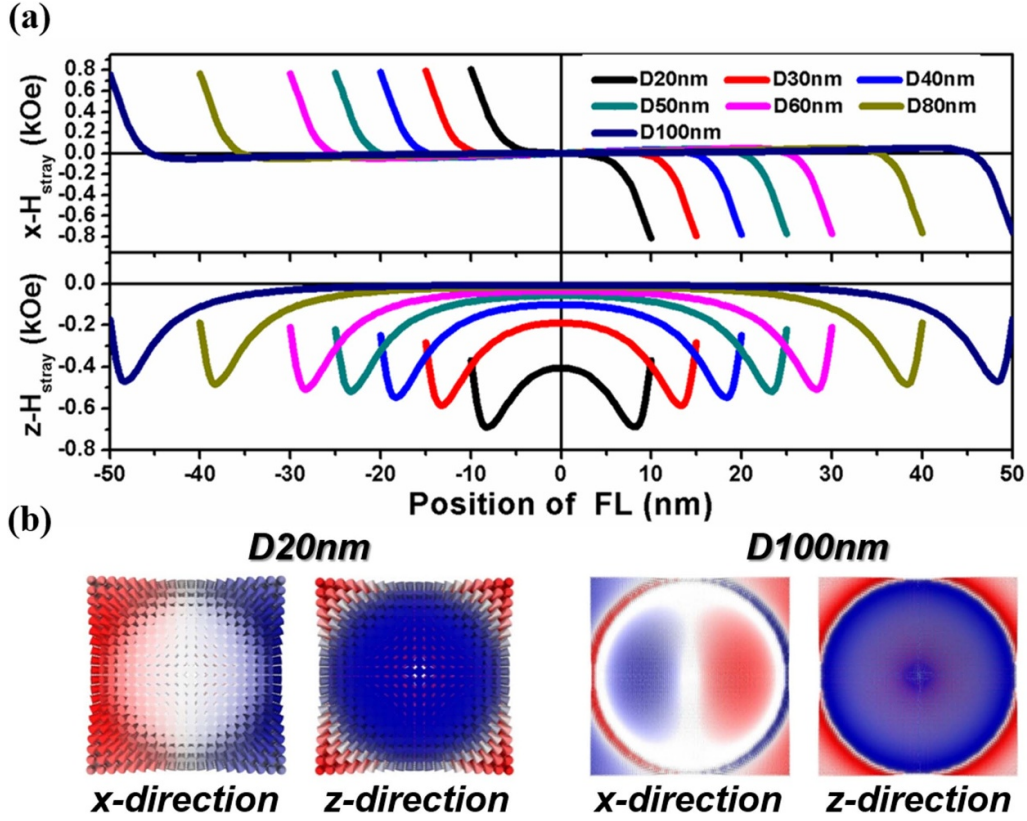 (a)
x-H_stray (kOe)
0.8
0.6
0.4
0.2
0.0
-0.2
-0.4
-0.6
-0.8
D20nm D30nm D40nm
D50nm D60nm D80nm
D100nm
z-H_stray (kOe)
0.0
-0.2
-0.4
-0.6
-0.8
-50 -40 -30 -20 -10 0 10 20 30 40 50
Position of FL (nm)
(b)
D20nm D100nm
x-direction z-direction x-direction z-direction